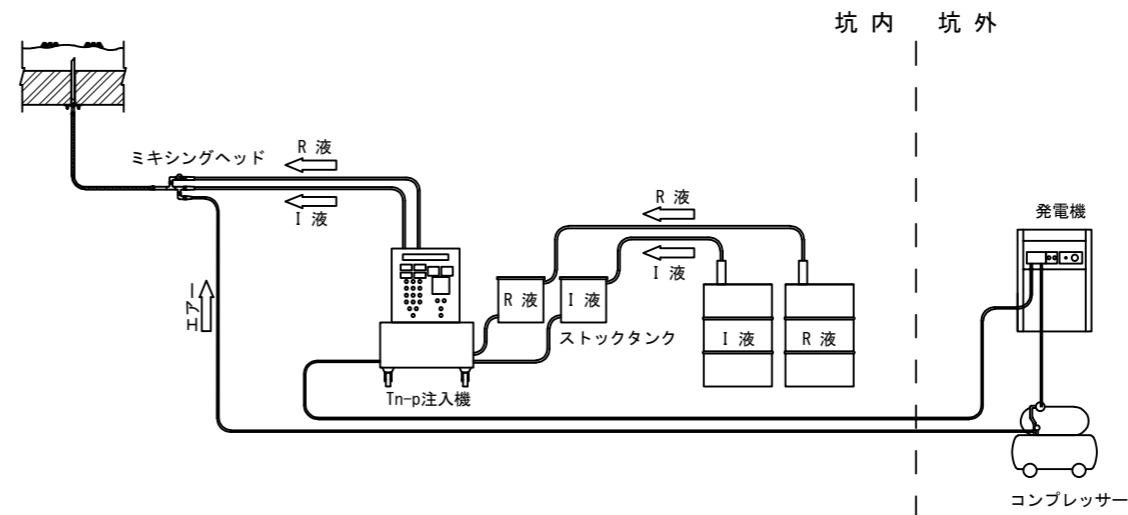 坑 内
坑 外
ミキシングヘッド
R 液
I 液
R 液
I 液
発電機
エアー
R 液
I 液
ストックタンク
I 液
R 液
Tn-p注入機
コンプレッサー